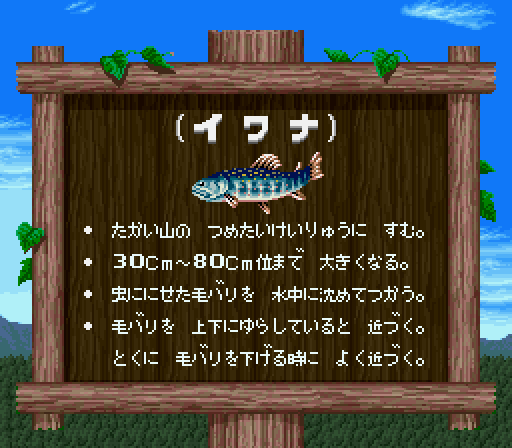 (イワナ)
• たかい山の つめたいけいりゅうに すむ。
• 30Cm~80Cm位まで 大きくなる。
• 虫ににせた毛バリを 水中に沈めてつかう。
• 毛バリを 上下にゆらしていると 近づく。
とくに 毛バリを下げる時に よく近づく。